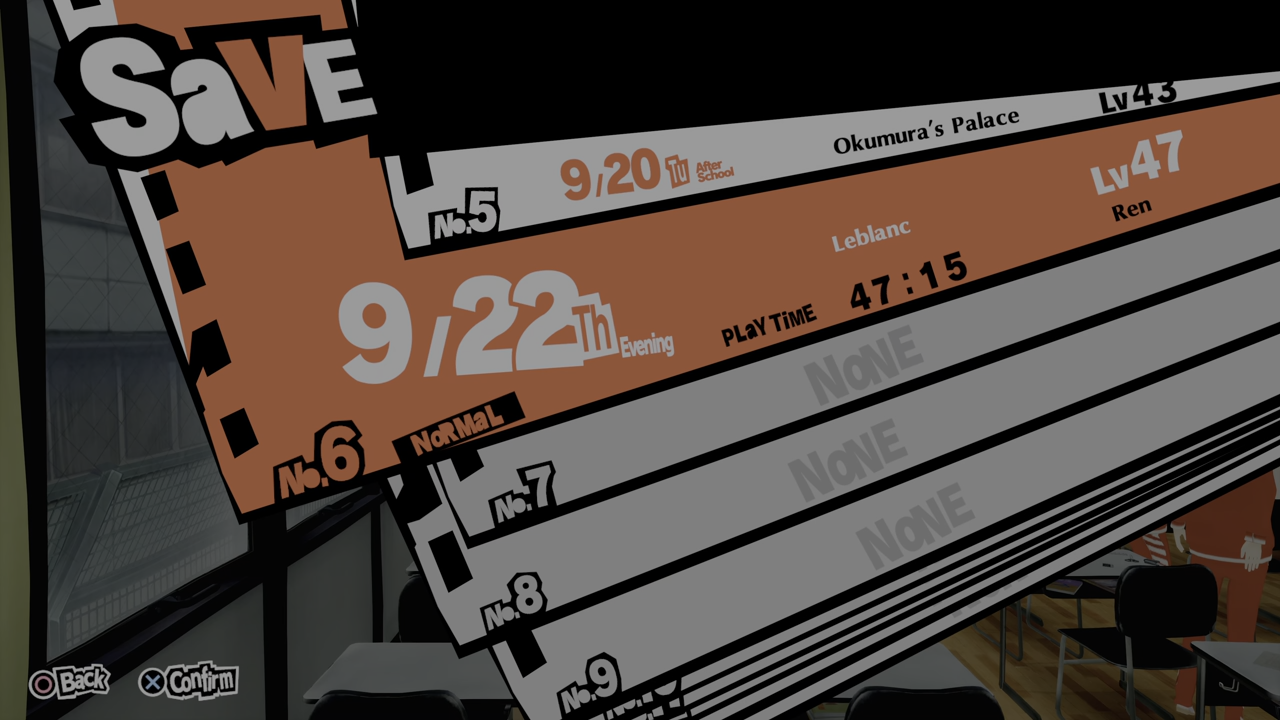 SaVE
Lv43
Okumura's Palace
9/20 Tu After School
No.5
Lv47
Ren
Leblanc
PLaY TiME 47:15
9/22 Th Evening
No.6 NoRMaL
NoNE
No.7
NoNE
No.8
NoNE
No.9
Back Confirm